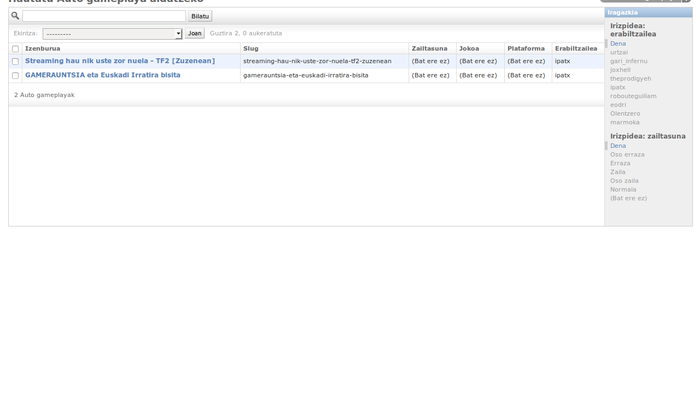 Hautatu Auto gameplaya aldatzeko
Bilatu
Ekintza: --------- Joan Guztira 2, 0 aukeratuta
Izenburua Slug Zailtasuna Jokoa Plataforma Erabiltzailea
Streaming hau nik uste zor nuela - TF2 [Zuzenean] streaming-hau-nik-uste-zor-nuela-tf2-zuzenean (Bat ere ez) (Bat ere ez) (Bat ere ez) ipatx
GAMERAUNTSIA eta Euskadi Irratira bisita gamerauntsia-eta-euskadi-irratira-bisita (Bat ere ez) (Bat ere ez) (Bat ere ez) ipatx
2 Auto gameplayak
Iragazkia
Irizpidea:
erabiltzailea
Dena
urtzai
gari_infernu
joxhell
theprodigyeh
ipatx
robouteguiliam
eodri
Olentzero
marmoka
Irizpidea: zailtasuna
Dena
Oso erraza
Erraza
Zaila
Oso zaila
Normala
(Bat ere ez)